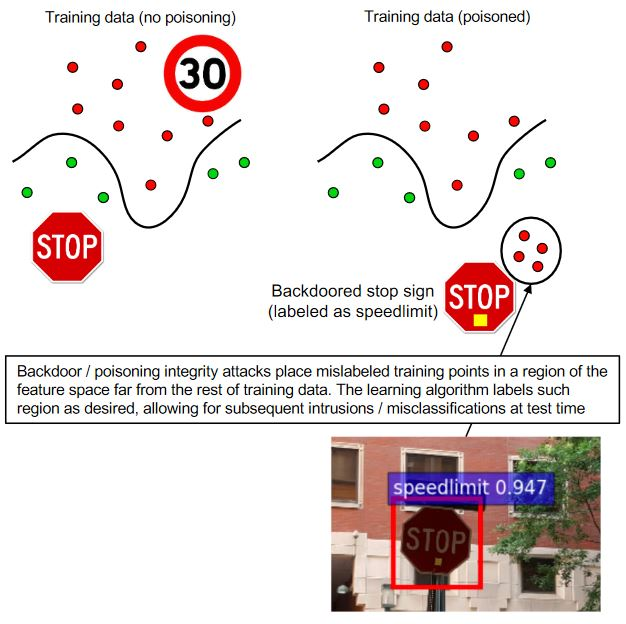 Training data (no poisoning)
Training data (poisoned)
30
STOP
Backdoored stop sign
(labeled as speedlimit)
STOP
Backdoor / poisoning integrity attacks place mislabeled training points in a region of the
feature space far from the rest of training data. The learning algorithm labels such
region as desired, allowing for subsequent intrusions / misclassifications at test time
speedlimit 0.947
STOP